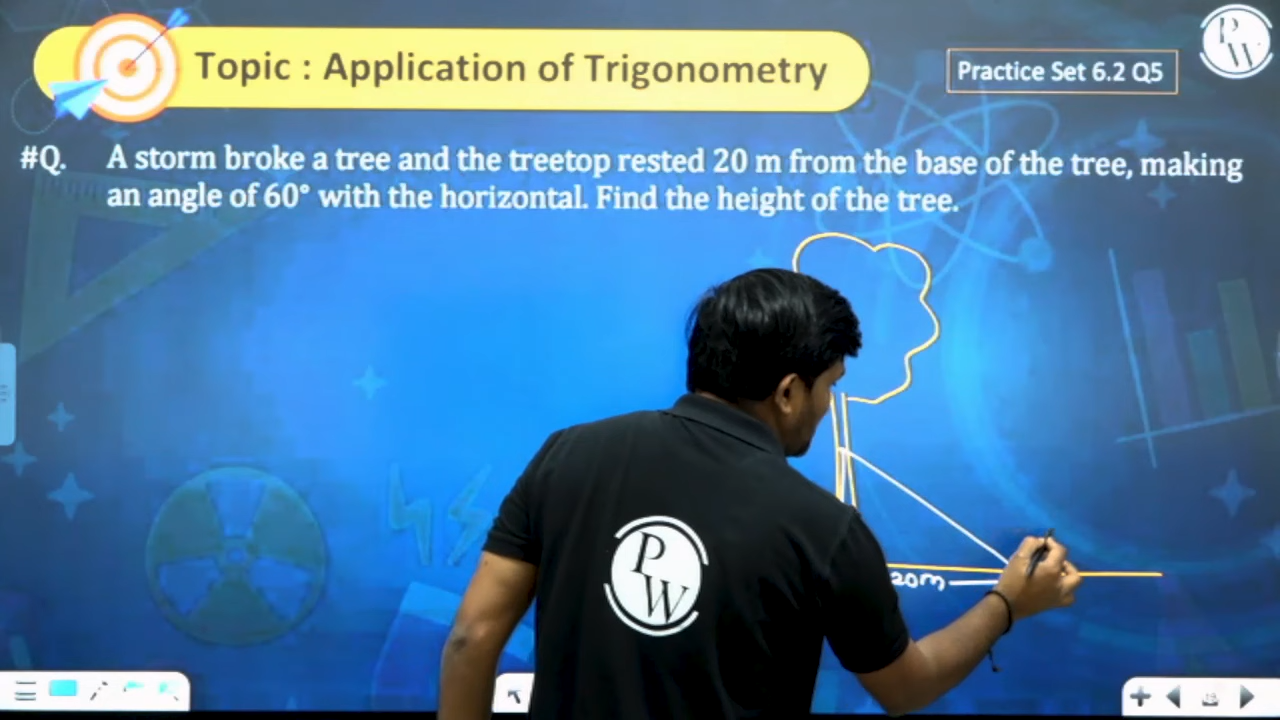 Topic : Application of Trigonometry
Practice Set 6.2 Q5
PW
#Q. A storm broke a tree and the treetop rested 20 m from the base of the tree, making
an angle of 60° with the horizontal. Find the height of the tree.
PW
20m